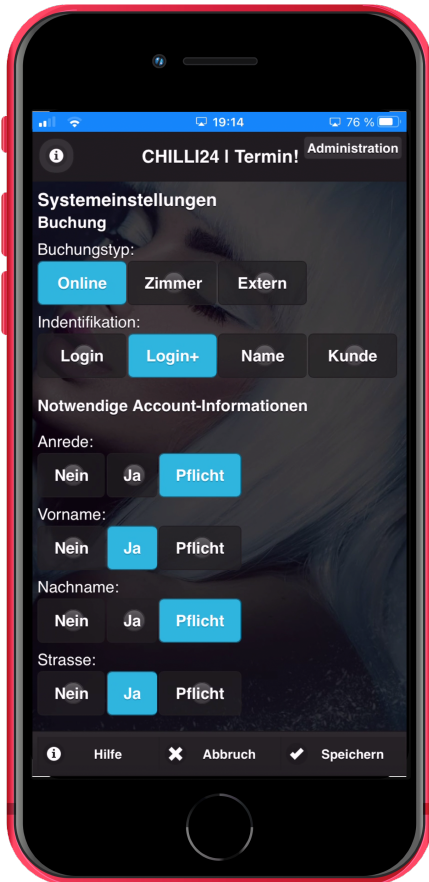 19:14 76 %
CHILLI24 I Termin! Administration
Systemeinstellungen
Buchung
Buchungstyp:
Online Zimmer Extern
Indentifikation:
Login Login+ Name Kunde
Notwendige Account-Informationen
Anrede:
Nein Ja Pflicht
Vorname:
Nein Ja Pflicht
Nachname:
Nein Ja Pflicht
Strasse:
Nein Ja Pflicht
Hilfe Abbruch Speichern